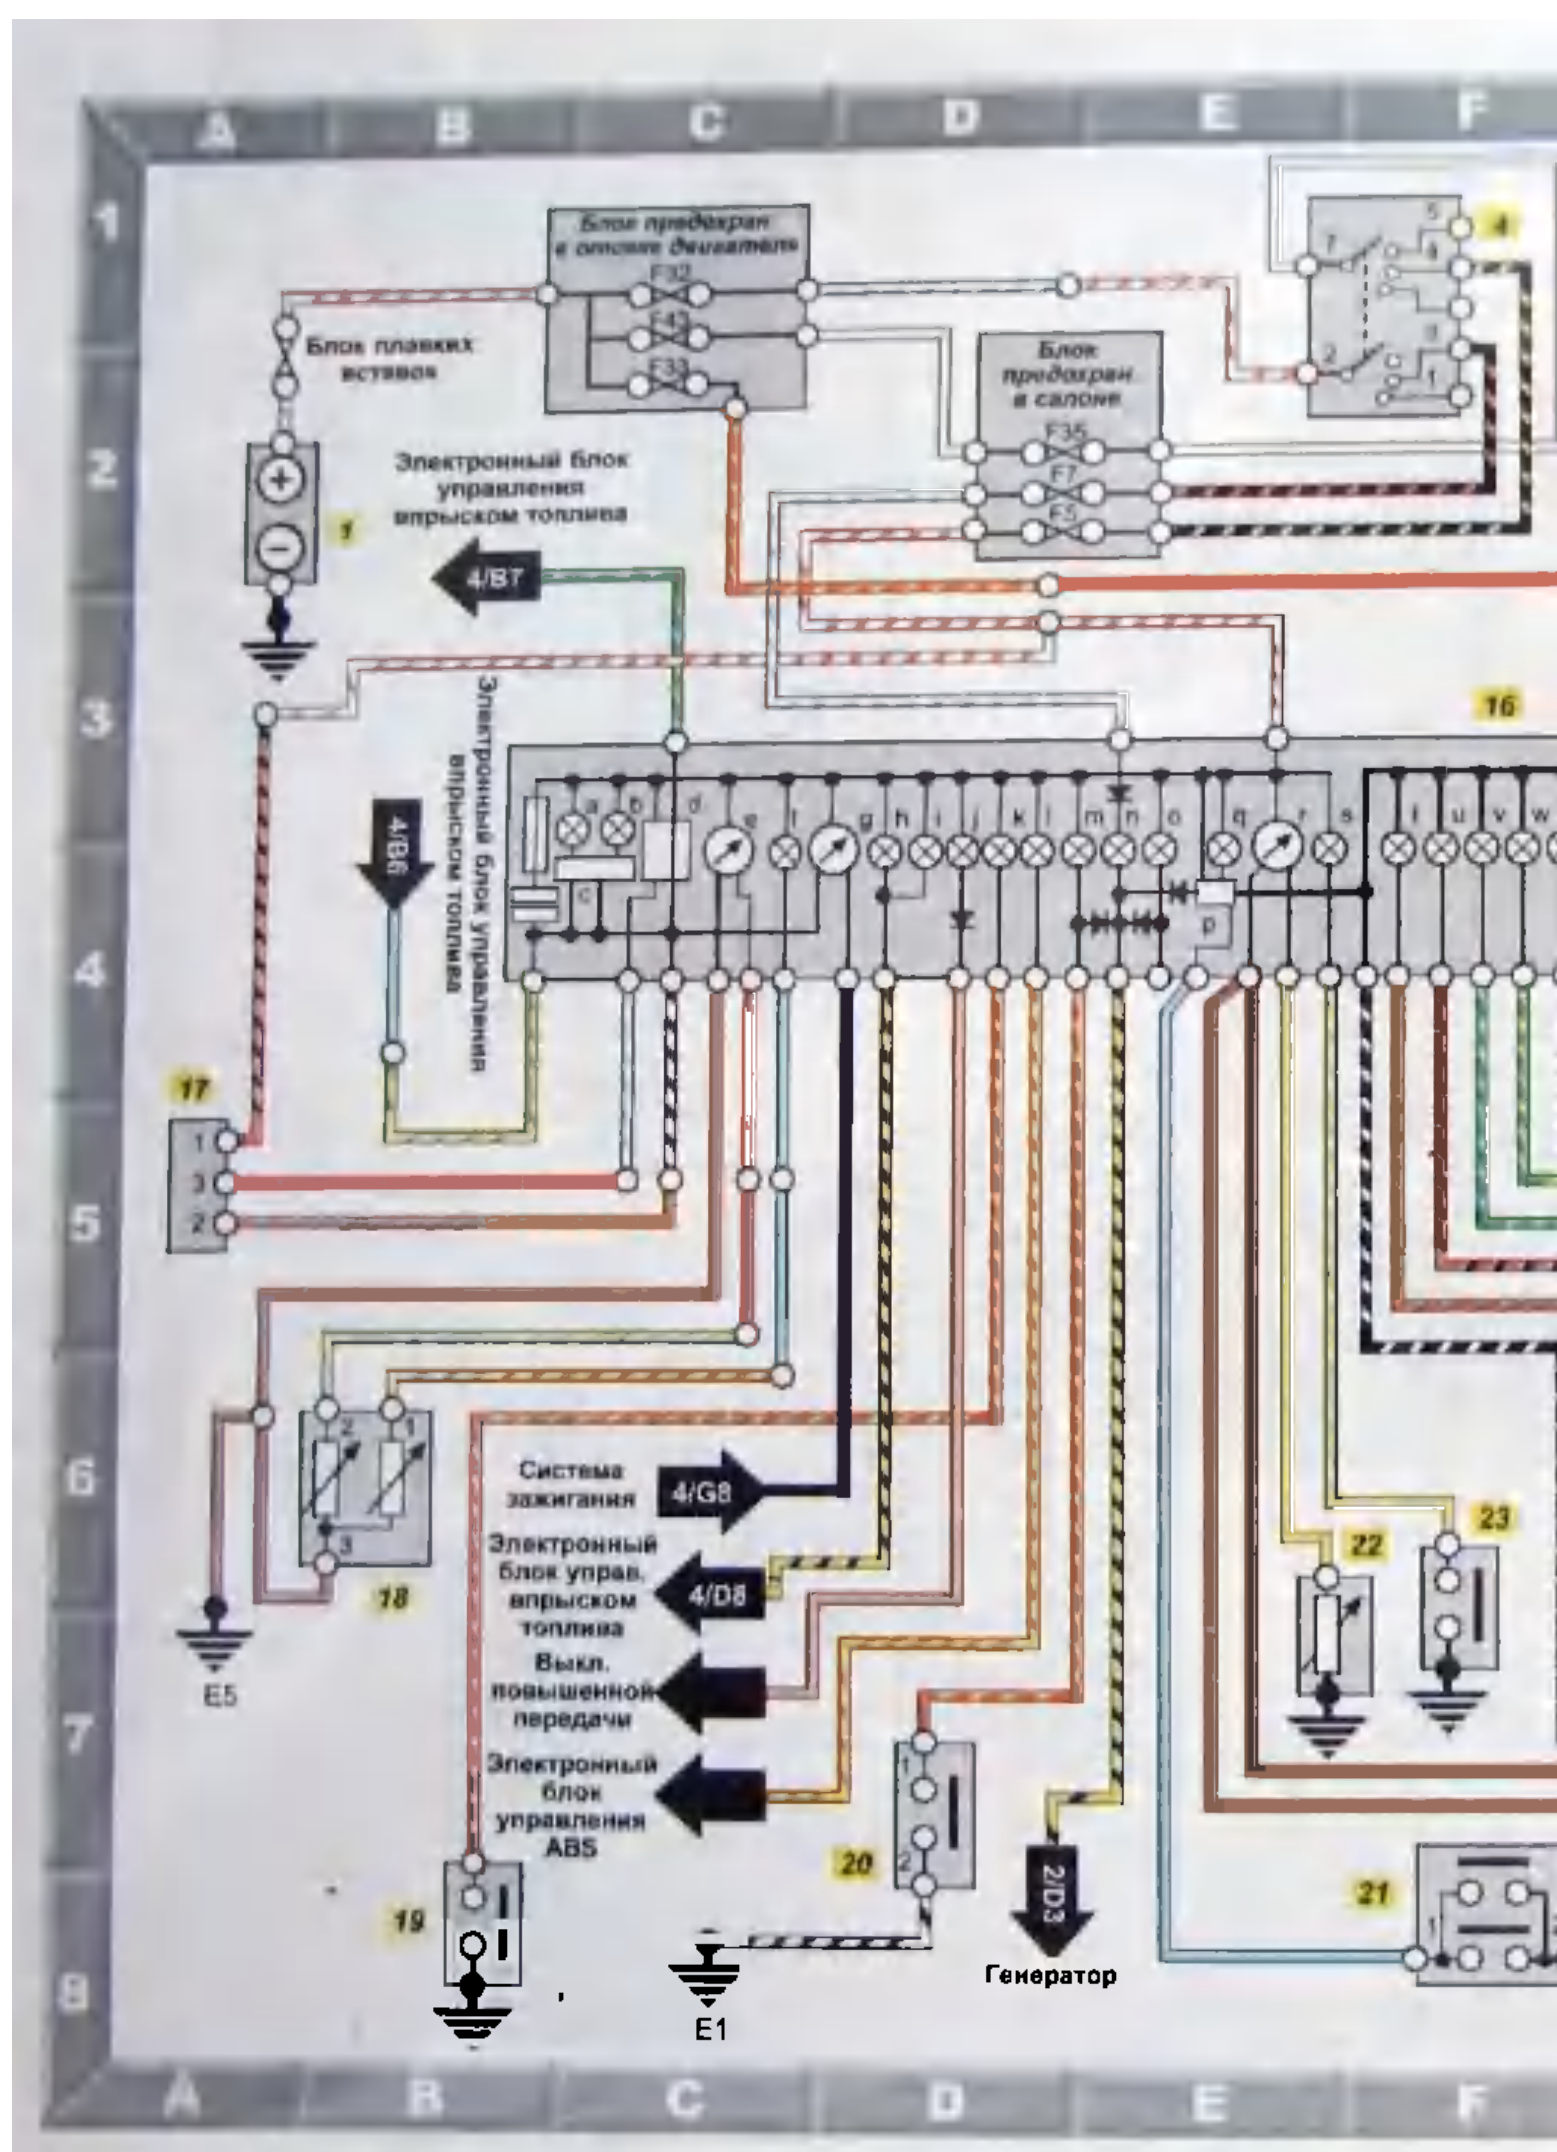 A B C D E F
1
2
3
4
5
6
7
8
Блок предохран
в отсеке двигателя
F32
F43
F33
Блок плавких
вставок
+
−
1
Электронный блок
управления
впрыском топлива
4/B7
Блок
предохран.
в салоне
F35
F7
F5
7
2
5
4
3
1
4
16
Электронный блок управления
впрыском топлива
4/B6
a b d e f g h i j k l m n o q r s t u v w
c
p
17
1
3
2
2 1
3
18
E5
Система
зажигания
4/G8
Электронный
блок управ.
впрыском
топлива
4/D8
Выкл.
повышенной
передачи
Электронный
блок
управления
ABS
19
1
2
20
E1
2/D3
Генератор
22
23
21
1
A B C D E F